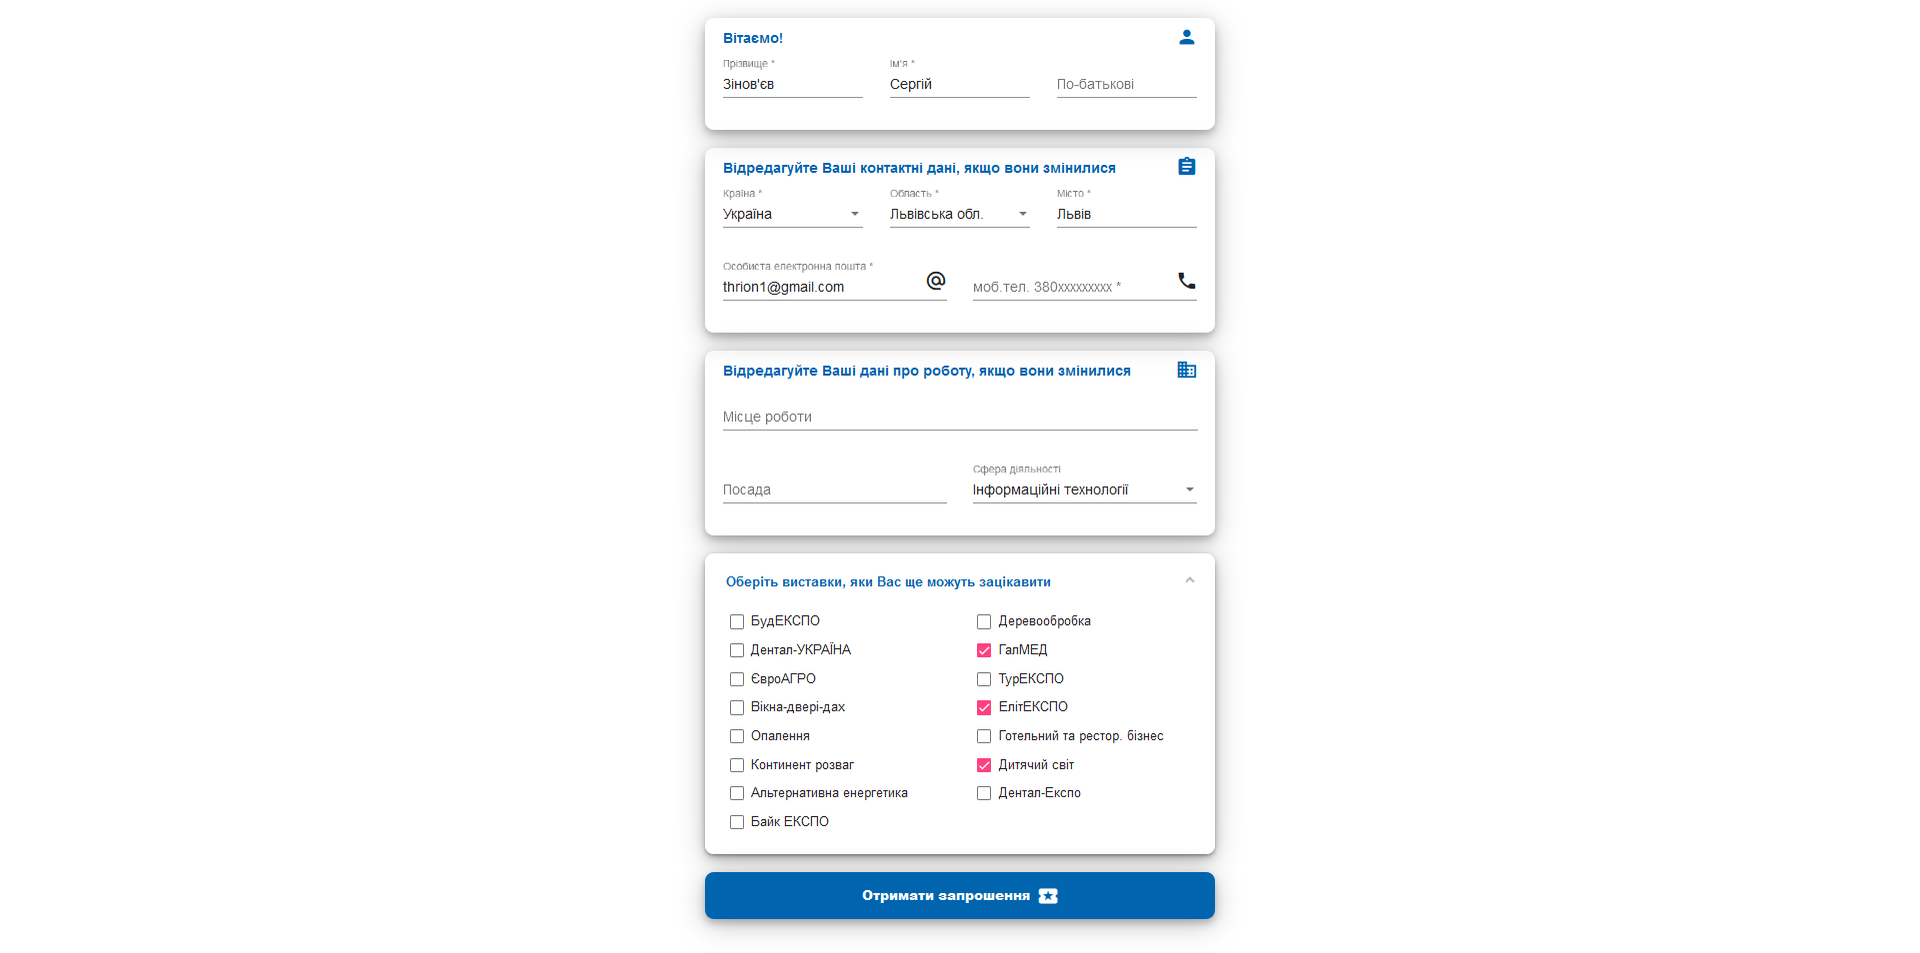 Вітаємо!
Прізвище * Ім'я *
Зінов'єв Сергій По-батькові
Відредагуйте Ваші контактні дані, якщо вони змінилися
Країна * Область * Місто *
Україна Львівська обл. Львів
Особиста електронна пошта *
thrion1@gmail.com моб.тел. 380xxxxxxxxx *
Відредагуйте Ваші дані про роботу, якщо вони змінилися
Місце роботи
Сфера діяльності
Посада Інформаційні технології
Оберіть виставки, яки Вас ще можуть зацікавити
БудЕКСПО Деревообробка
Дентал-УКРАЇНА ГалМЕД
ЄвроАГРО ТурЕКСПО
Вікна-двері-дах ЕлітЕКСПО
Опалення Готельний та рестор. бізнес
Континент розваг Дитячий світ
Альтернативна енергетика Дентал-Експо
Байк ЕКСПО
Отримати запрошення